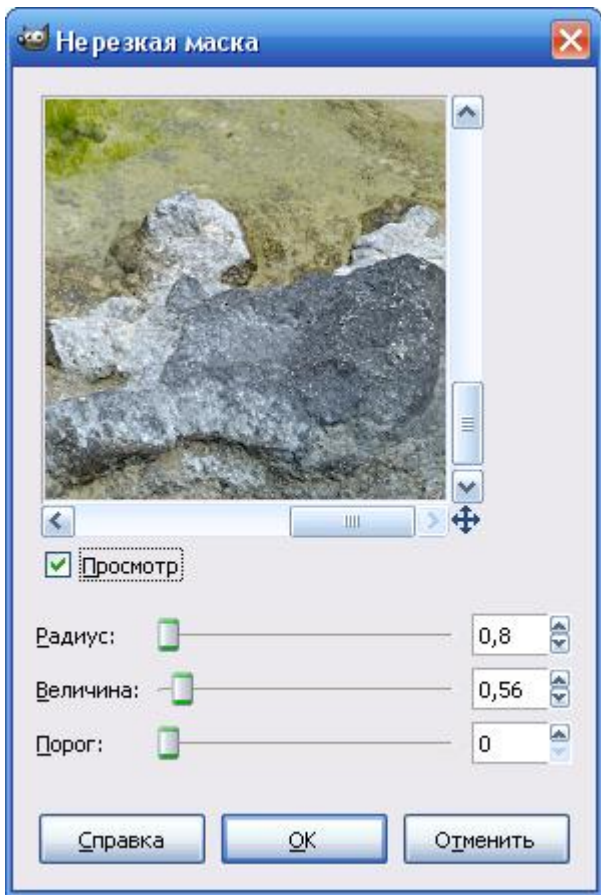 Нерезкая маска
Просмотр
Радиус: 0,8
Величина: 0,56
Порог: 0
Справка OK Отменить